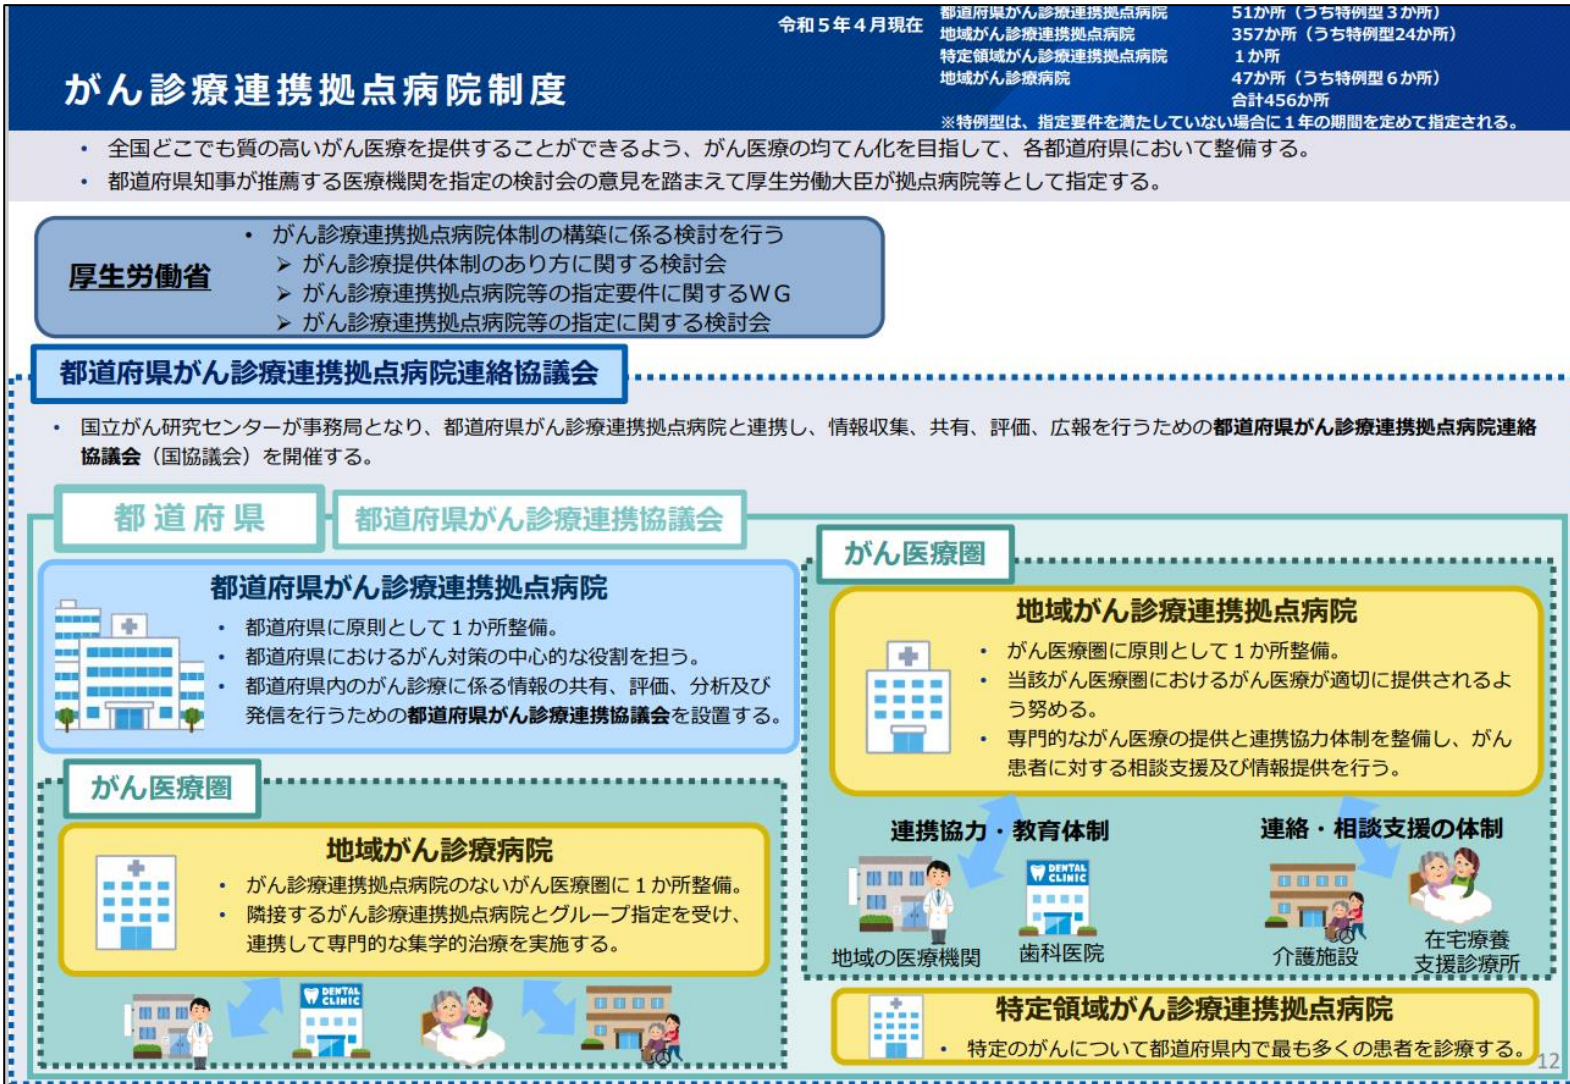 令和５年４月現在
都道府県がん診療連携拠点病院 51か所（うち特例型３か所）
地域がん診療連携拠点病院 357か所（うち特例型24か所）
特定領域がん診療連携拠点病院 １か所
地域がん診療病院 47か所（うち特例型６か所）
合計456か所
※特例型は、指定要件を満たしていない場合に１年の期間を定めて指定される。
がん診療連携拠点病院制度
• 全国どこでも質の高いがん医療を提供することができるよう、がん医療の均てん化を目指して、各都道府県において整備する。
• 都道府県知事が推薦する医療機関を指定の検討会の意見を踏まえて厚生労働大臣が拠点病院等として指定する。
厚生労働省
• がん診療連携拠点病院体制の構築に係る検討を行う
➢ がん診療提供体制のあり方に関する検討会
➢ がん診療連携拠点病院等の指定要件に関するＷＧ
➢ がん診療連携拠点病院等の指定に関する検討会
都道府県がん診療連携拠点病院連絡協議会
• 国立がん研究センターが事務局となり、都道府県がん診療連携拠点病院と連携し、情報収集、共有、評価、広報を行うための都道府県がん診療連携拠点病院連絡
協議会（国協議会）を開催する。
都道府県
都道府県がん診療連携協議会
都道府県がん診療連携拠点病院
• 都道府県に原則として１か所整備。
• 都道府県におけるがん対策の中心的な役割を担う。
• 都道府県内のがん診療に係る情報の共有、評価、分析及び
発信を行うための都道府県がん診療連携協議会を設置する。
がん医療圏
地域がん診療病院
• がん診療連携拠点病院のないがん医療圏に１か所整備。
• 隣接するがん診療連携拠点病院とグループ指定を受け、
連携して専門的な集学的治療を実施する。
DENTAL
CLINIC
がん医療圏
地域がん診療連携拠点病院
• がん医療圏に原則として１か所整備。
• 当該がん医療圏におけるがん医療が適切に提供されるよ
う努める。
• 専門的ながん医療の提供と連携協力体制を整備し、がん
患者に対する相談支援及び情報提供を行う。
連携協力・教育体制
連絡・相談支援の体制
DENTAL
CLINIC
地域の医療機関
歯科医院
介護施設
在宅療養
支援診療所
特定領域がん診療連携拠点病院
• 特定のがんについて都道府県内で最も多くの患者を診療する。
12